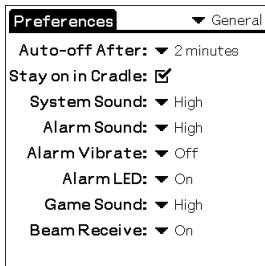 Preferences General
Auto-off After: 2 minutes
Stay on in Cradle:
System Sound: High
Alarm Sound: High
Alarm Vibrate: Off
Alarm LED: On
Game Sound: High
Beam Receive: On